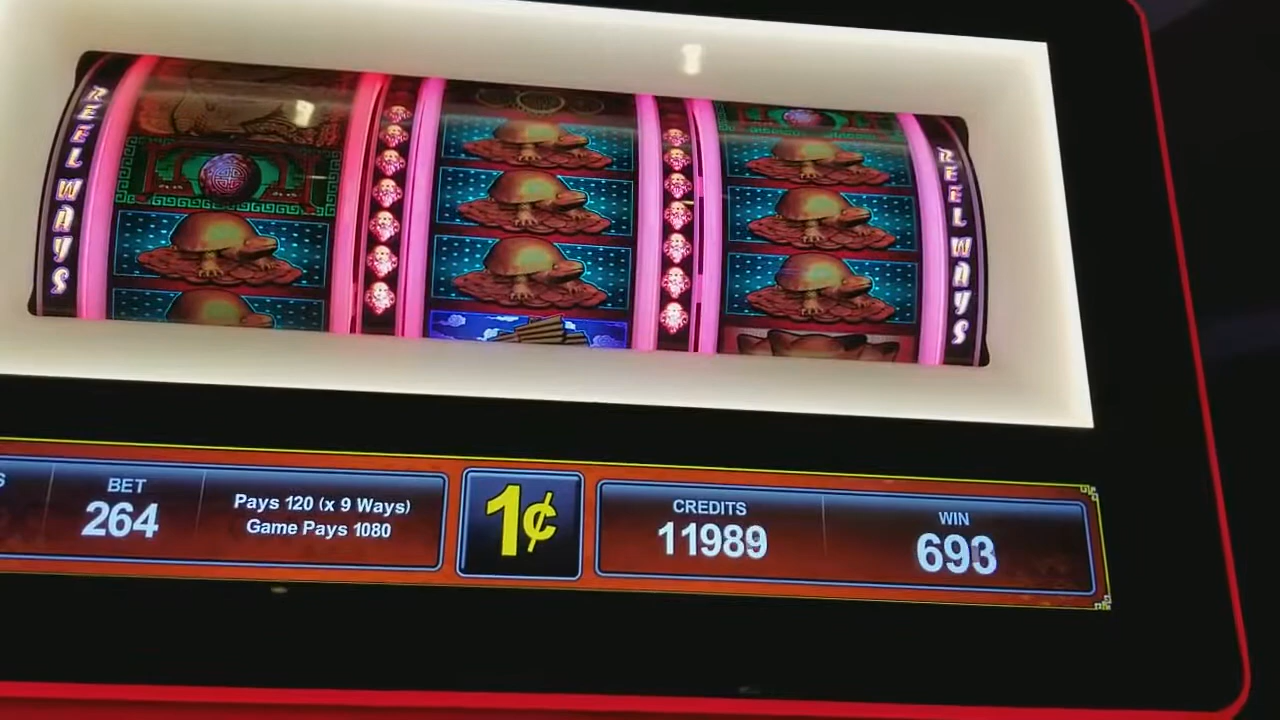 REEL WAYS
REEL WAYS
S
BET
264
Pays 120 (x 9 Ways)
Game Pays 1080
1¢
CREDITS
11989
WIN
693